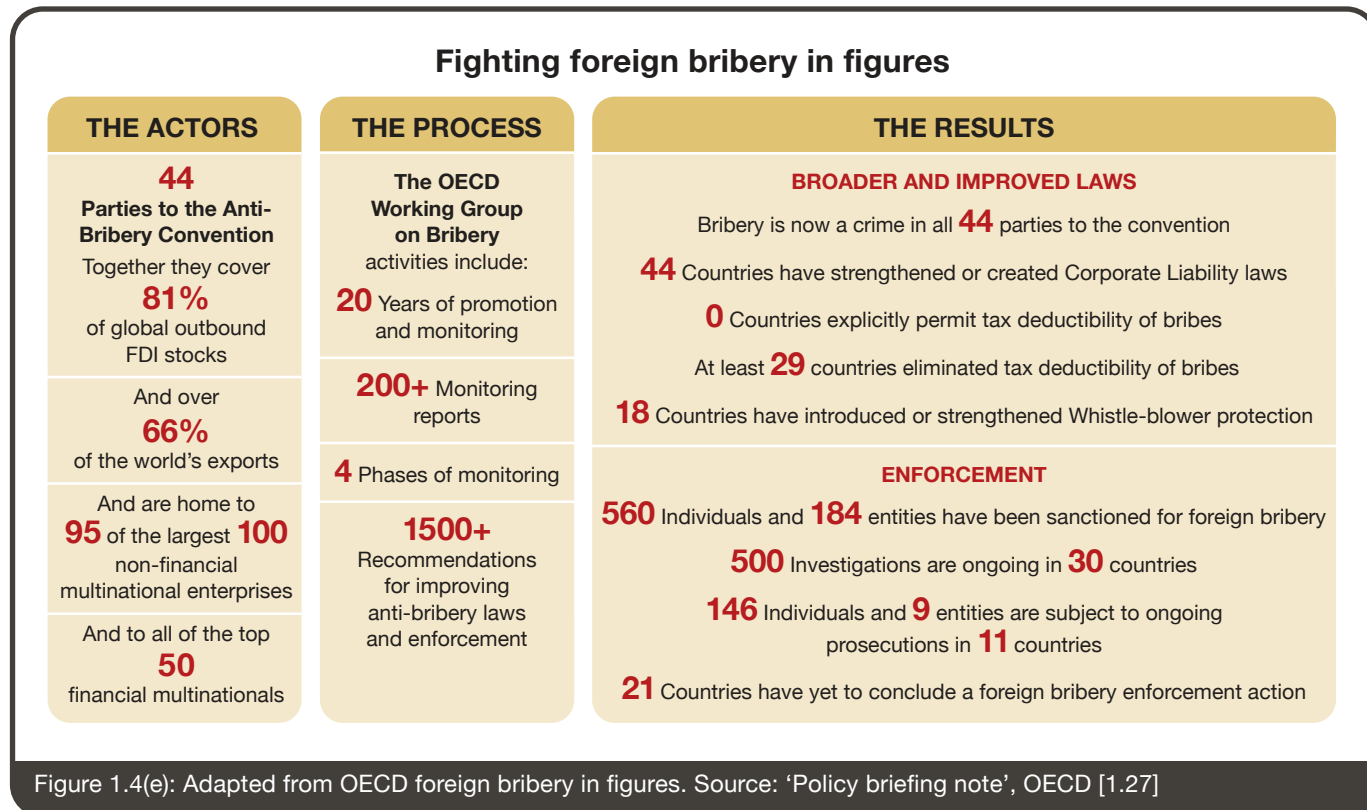 Fighting foreign bribery in figures
THE ACTORS
44
Parties to the Anti-
Bribery Convention
Together they cover
81%
of global outbound
FDI stocks
And over
66%
of the world's exports
And are home to
95 of the largest 100
non-financial
multinational enterprises
And to all of the top
50
financial multinationals
THE PROCESS
The OECD
Working Group
on Bribery
activities include:
20 Years of promotion
and monitoring
200+ Monitoring
reports
4 Phases of monitoring
1500+
Recommendations
for improving
anti-bribery laws
and enforcement
THE RESULTS
BROADER AND IMPROVED LAWS
Bribery is now a crime in all 44 parties to the convention
44 Countries have strengthened or created Corporate Liability laws
0 Countries explicitly permit tax deductibility of bribes
At least 29 countries eliminated tax deductibility of bribes
18 Countries have introduced or strengthened Whistle-blower protection
ENFORCEMENT
560 Individuals and 184 entities have been sanctioned for foreign bribery
500 Investigations are ongoing in 30 countries
146 Individuals and 9 entities are subject to ongoing
prosecutions in 11 countries
21 Countries have yet to conclude a foreign bribery enforcement action
Figure 1.4(e): Adapted from OECD foreign bribery in figures. Source: 'Policy briefing note', OECD [1.27]